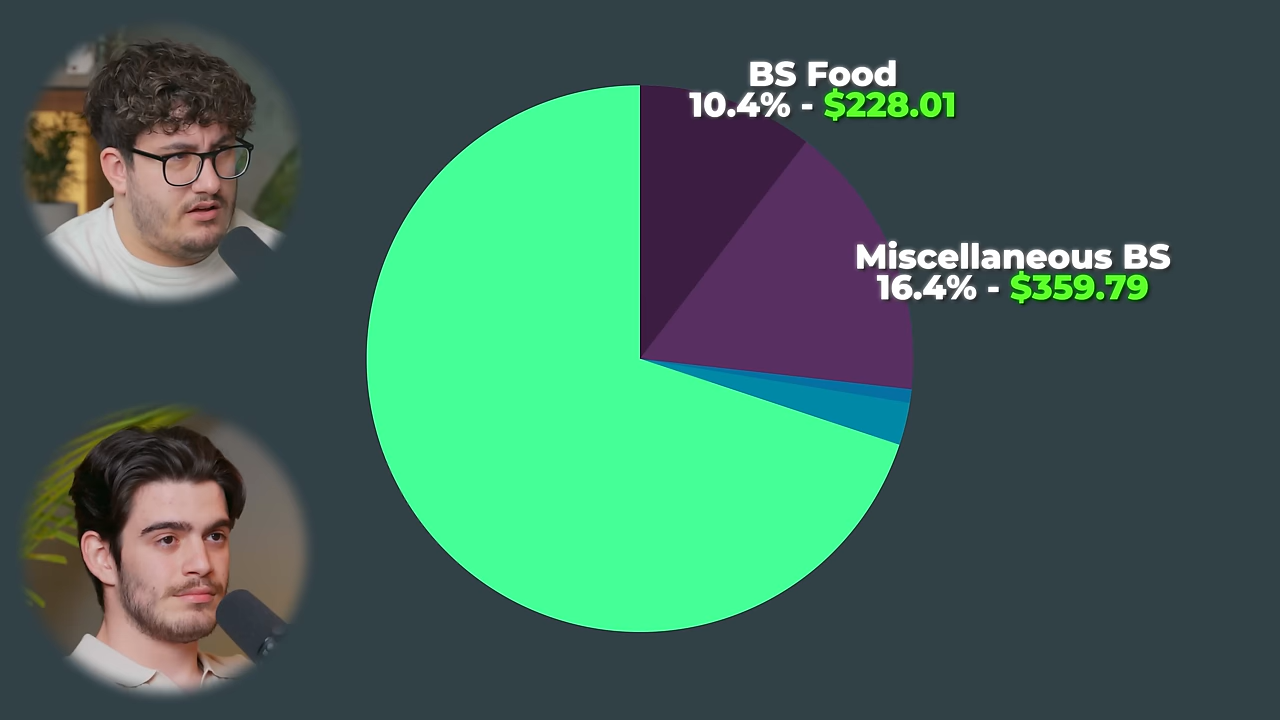 BS Food
10.4% - $228.01
Miscellaneous BS
16.4% - $359.79